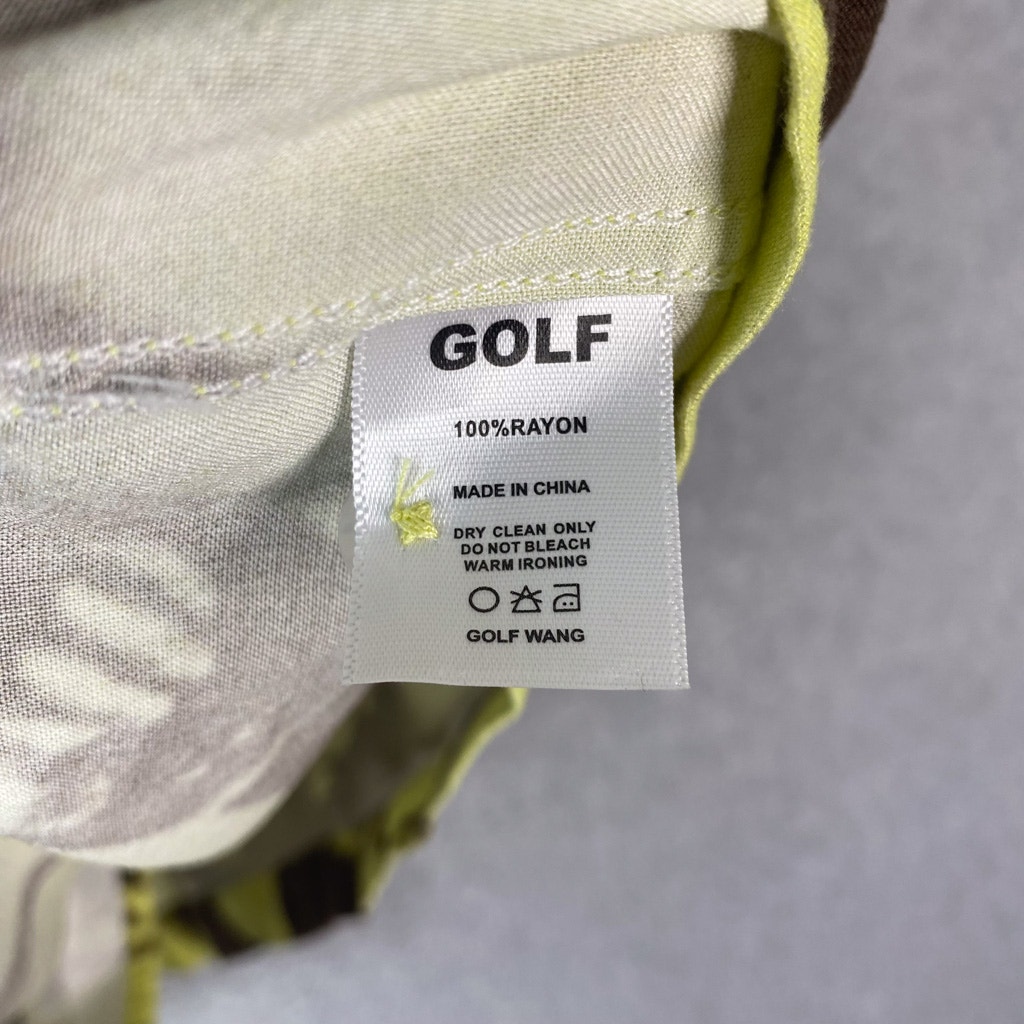 GOLF
100%RAYON
MADE IN CHINA
DRY CLEAN ONLY
DO NOT BLEACH
WARM IRONING
GOLF WANG